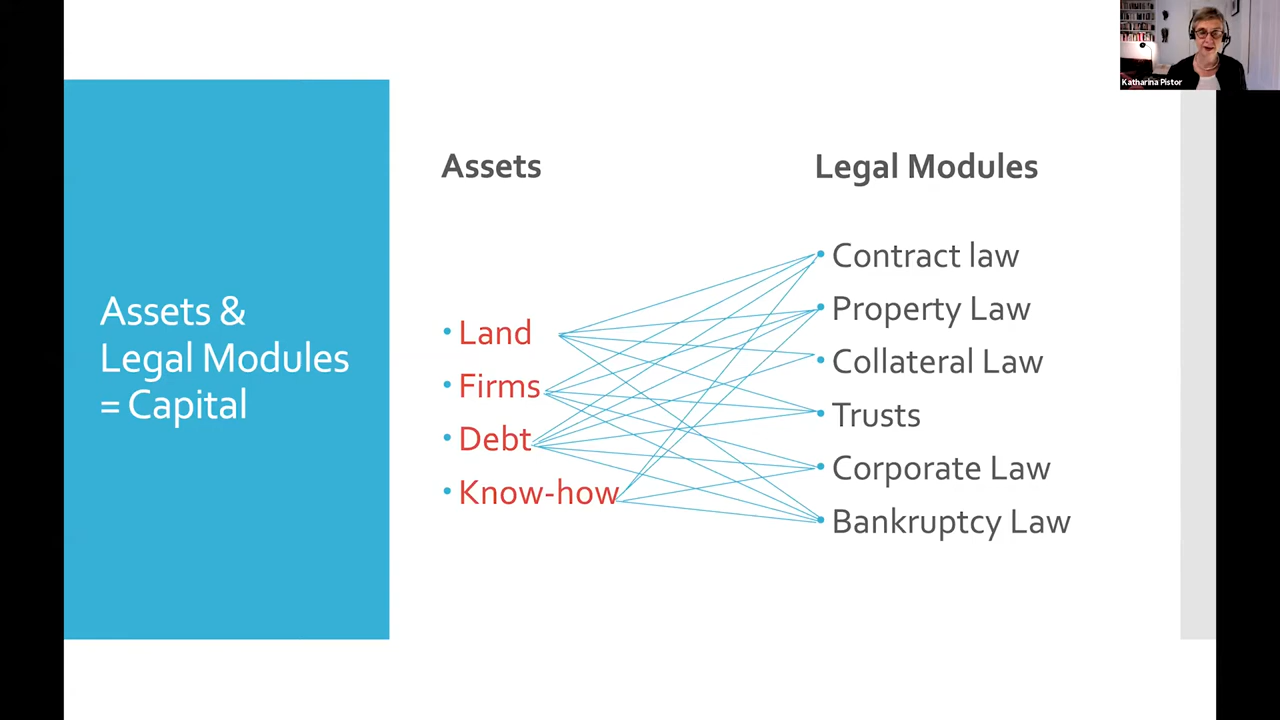 Katharina Pistor
Assets &
Legal Modules
= Capital
Assets
• Land
• Firms
• Debt
• Know-how
Legal Modules
• Contract law
• Property Law
• Collateral Law
• Trusts
• Corporate Law
• Bankruptcy Law